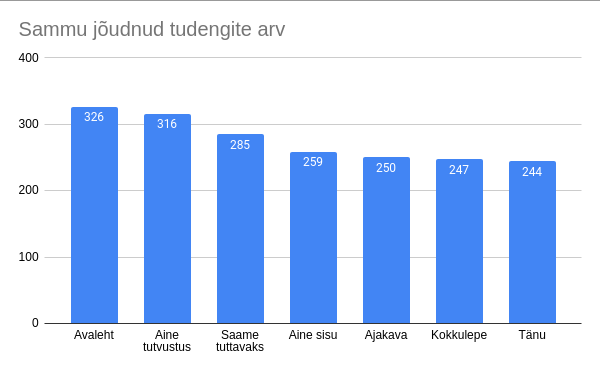 Sammu jõudnud tudengite arv
400
300
200
100
0
326
316
285
259
250
247
244
Avaleht
Aine
tutvustus
Saame
tuttavaks
Aine sisu
Ajakava
Kokkulepe
Tänu